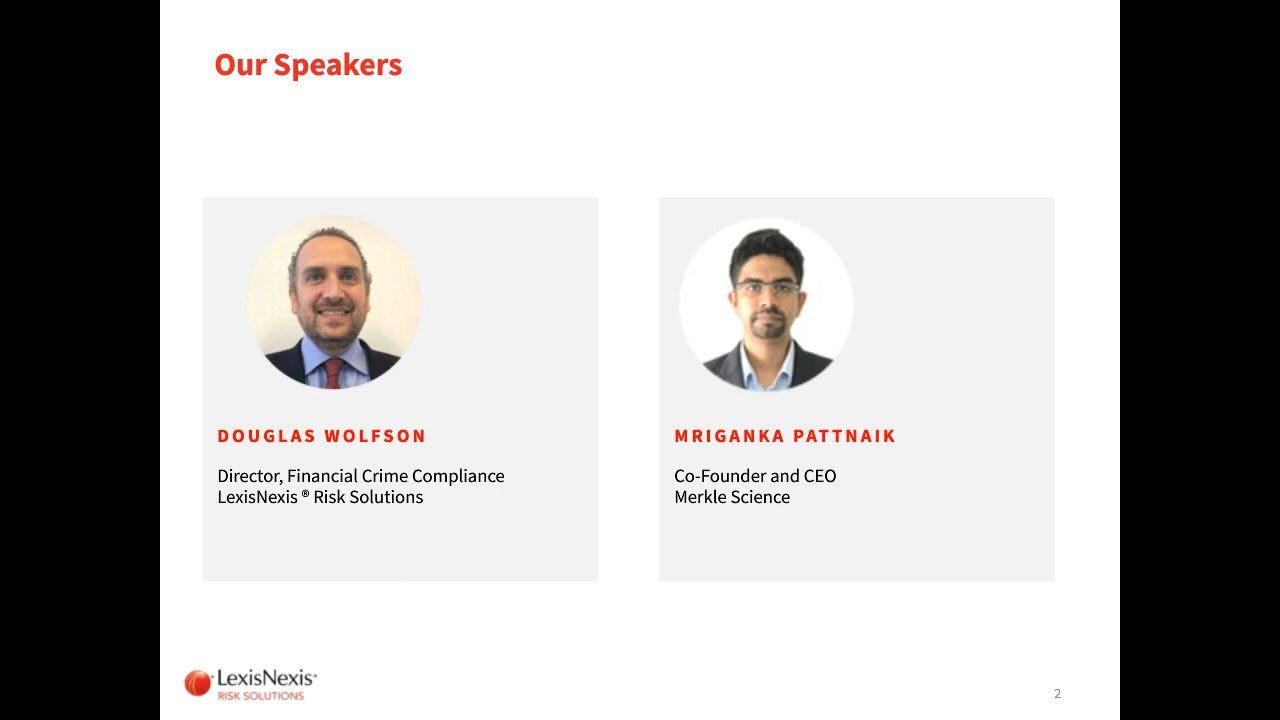 Our Speakers
DOUGLAS WOLFSON
Director, Financial Crime Compliance
LexisNexis ® Risk Solutions
MRIGANKA PATTNAIK
Co-Founder and CEO
Merkle Science
LexisNexis®
RISK SOLUTIONS
2